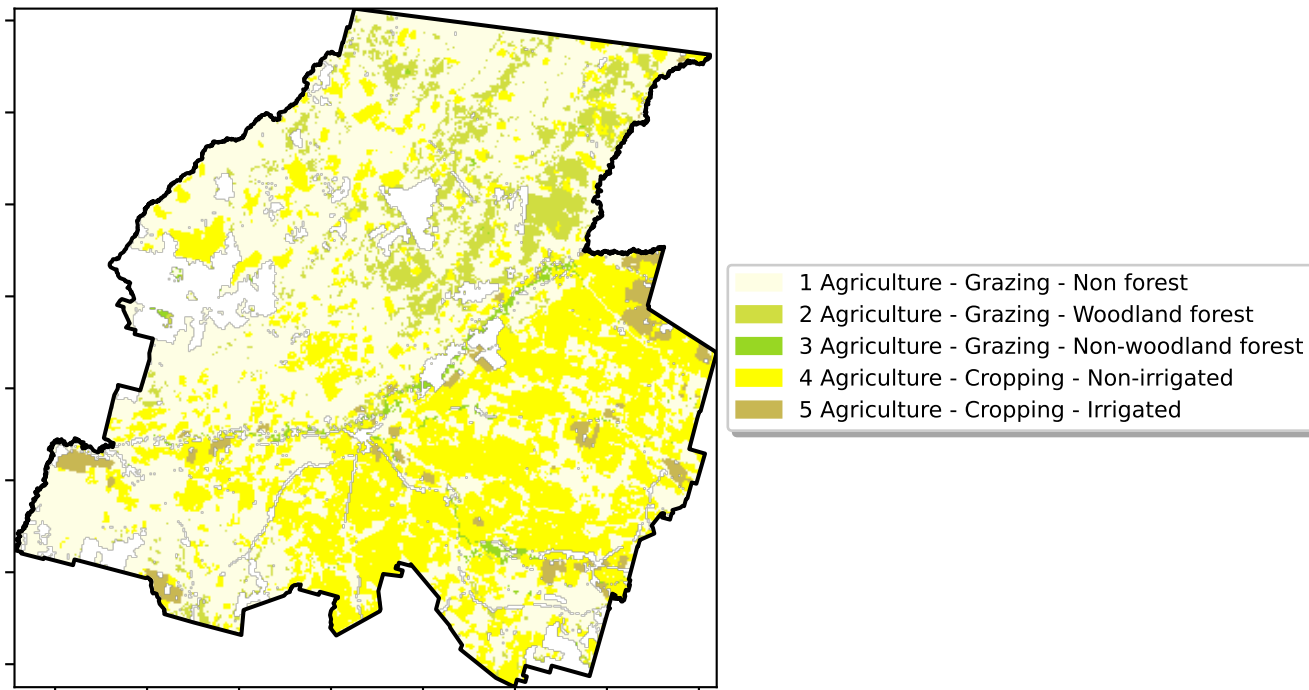 1 Agriculture - Grazing - Non forest
2 Agriculture - Grazing - Woodland forest
3 Agriculture - Grazing - Non-woodland forest
4 Agriculture - Cropping - Non-irrigated
5 Agriculture - Cropping - Irrigated